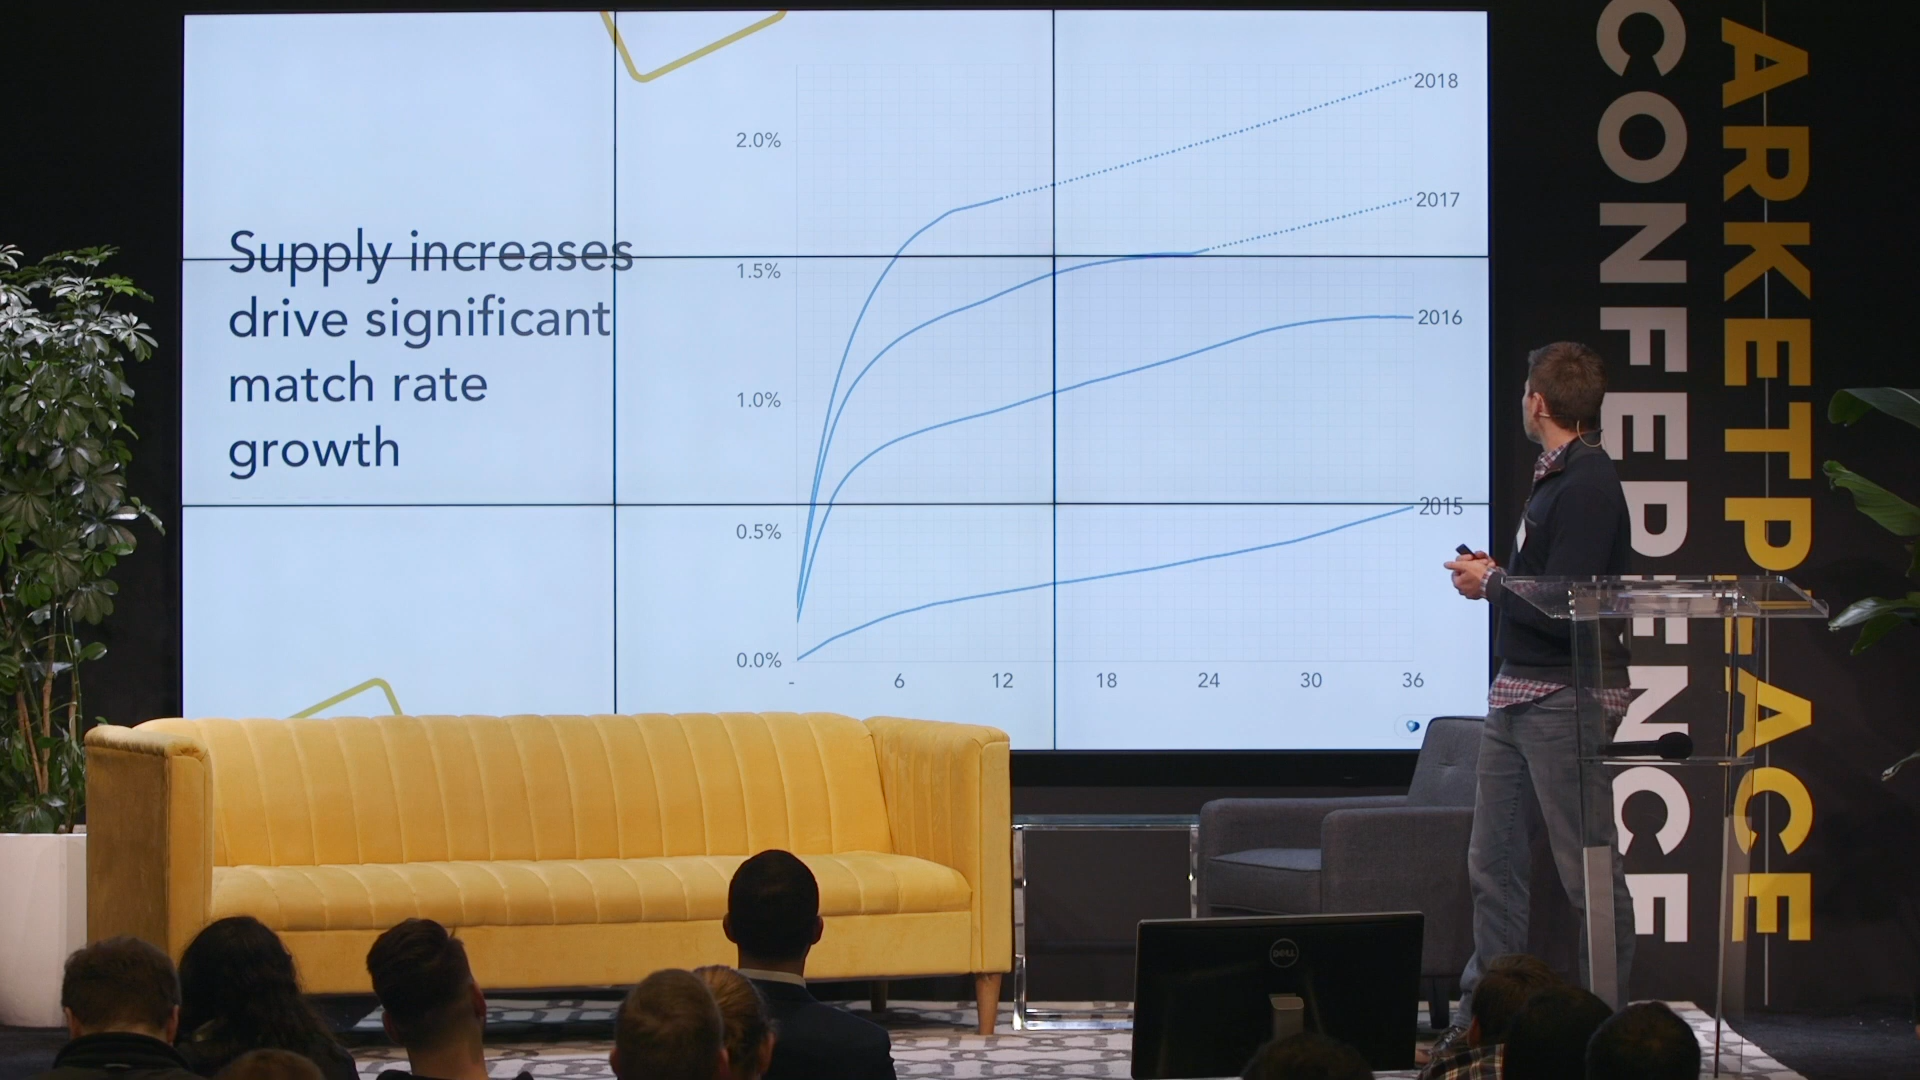 Supply increases
drive significant
match rate
growth
2.0%
1.5%
1.0%
0.5%
0.0%
-
6
12
18
24
30
36
2018
2017
2016
2015
ARKETPLACE
CONFERENCE
DELL